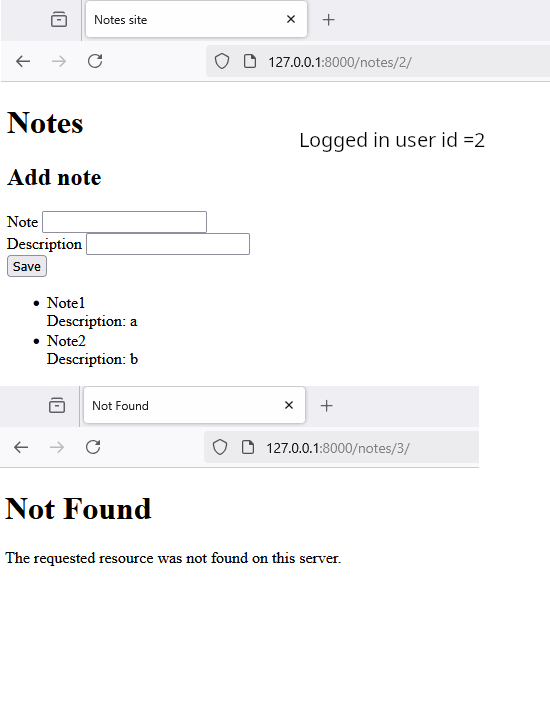 Notes site
127.0.0.1:8000/notes/2/
Notes
Logged in user id =2
Add note
Note
Description
Save
Note1
Description: a
Note2
Description: b
Not Found
127.0.0.1:8000/notes/3/
Not Found
The requested resource was not found on this server.